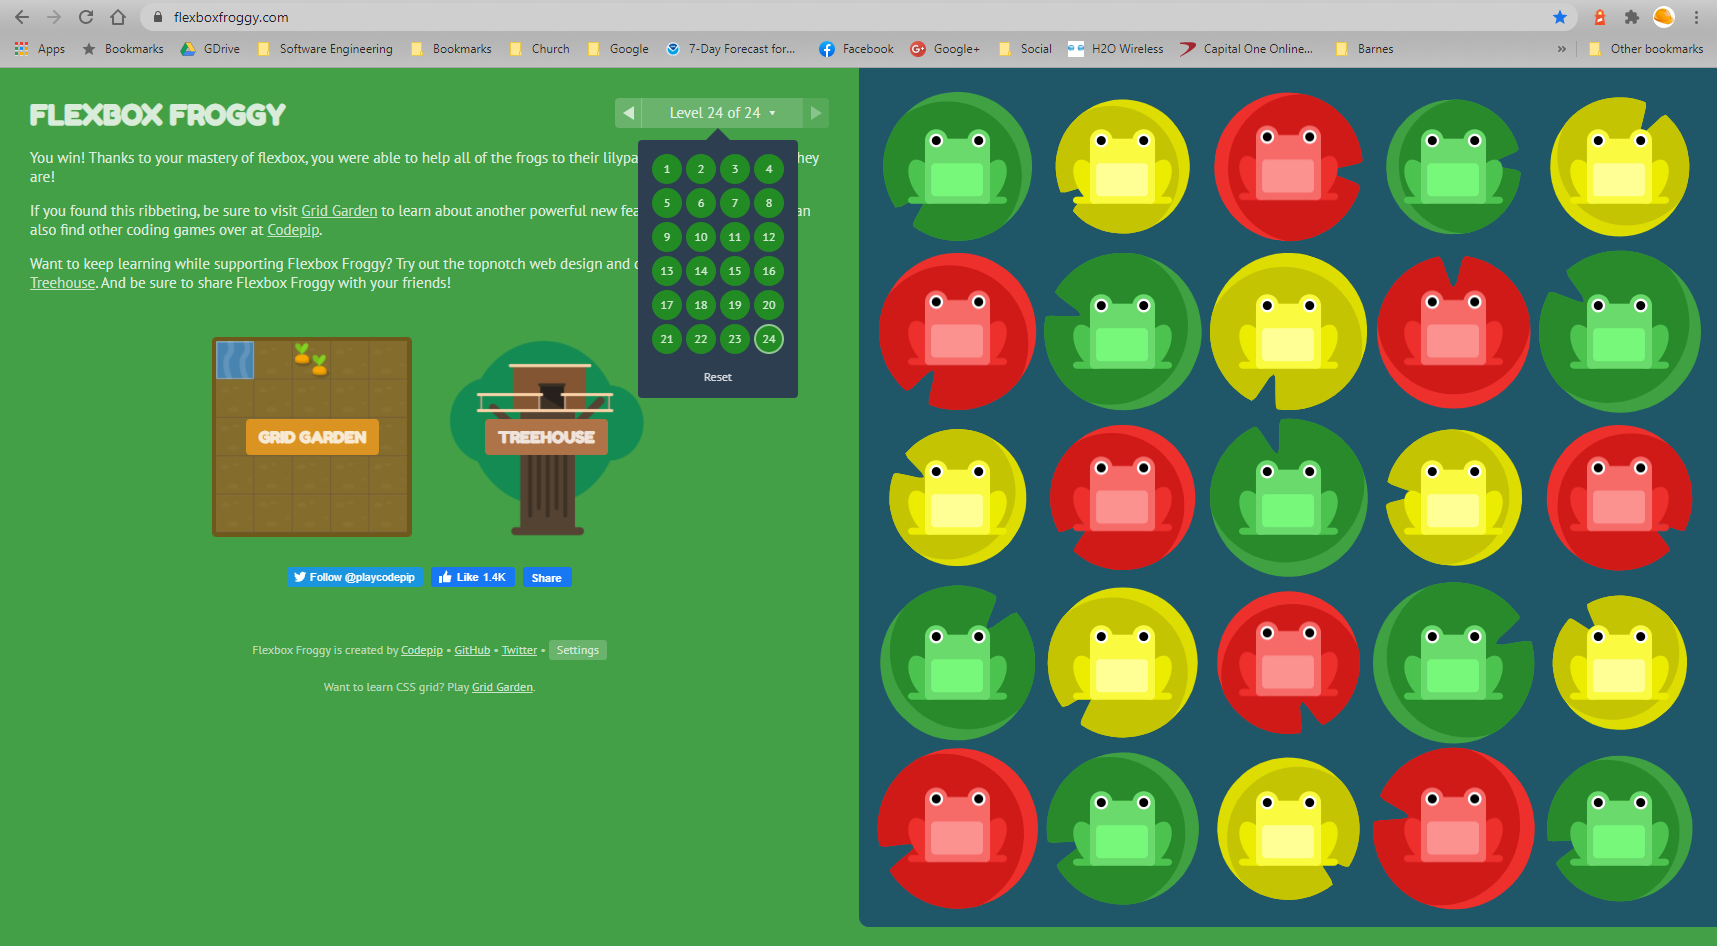 flexboxfroggy.com
Apps Bookmarks GDrive Software Engineering Bookmarks Church Google 7-Day Forecast for... Facebook Google+ Social H2O Wireless Capital One Online... Barnes » Other bookmarks
FLEXBOX FROGGY
Level 24 of 24
You win! Thanks to your mastery of flexbox, you were able to help all of the frogs to their lilypa hey
are!
If you found this ribbeting, be sure to visit Grid Garden to learn about another powerful new fea an
also find other coding games over at Codepip.
Want to keep learning while supporting Flexbox Froggy? Try out the topnotch web design and c
Treehouse. And be sure to share Flexbox Froggy with your friends!
1 2 3 4
5 6 7 8
9 10 11 12
13 14 15 16
17 18 19 20
21 22 23 24
Reset
GRID GARDEN
TREEHOUSE
Follow @playcodepip Like 1.4K Share
Flexbox Froggy is created by Codepip • GitHub • Twitter • Settings
Want to learn CSS grid? Play Grid Garden.